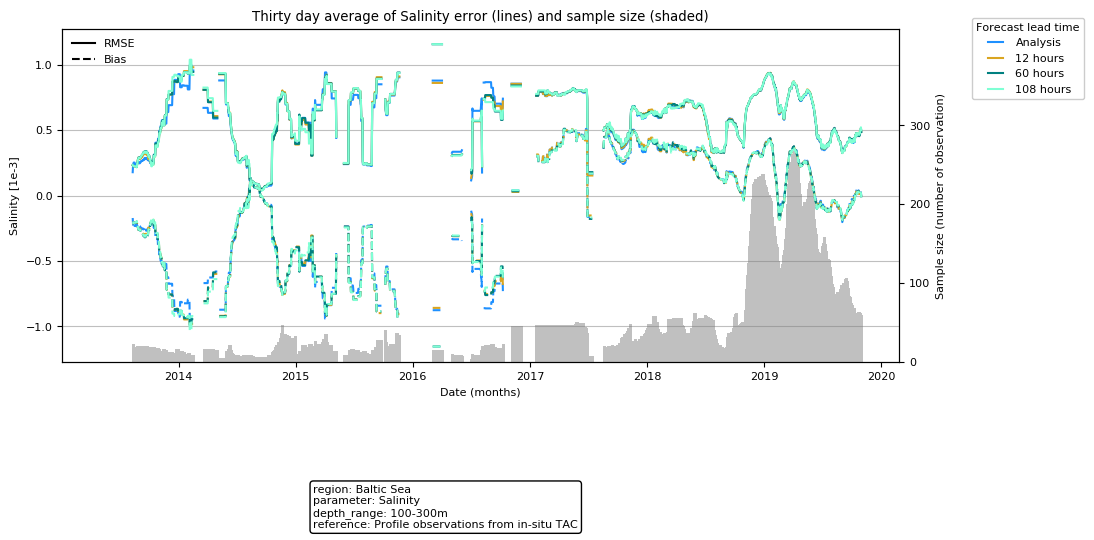 Thirty day average of Salinity error (lines) and sample size (shaded)
RMSE
Bias
Forecast lead time
Analysis
12 hours
60 hours
108 hours
Salinity [1e-3]
1.0
0.5
0.0
−0.5
−1.0
300
200
100
0
Sample size (number of observation)
2014 2015 2016 2017 2018 2019 2020
Date (months)
region: Baltic Sea
parameter: Salinity
depth_range: 100-300m
reference: Profile observations from in-situ TAC